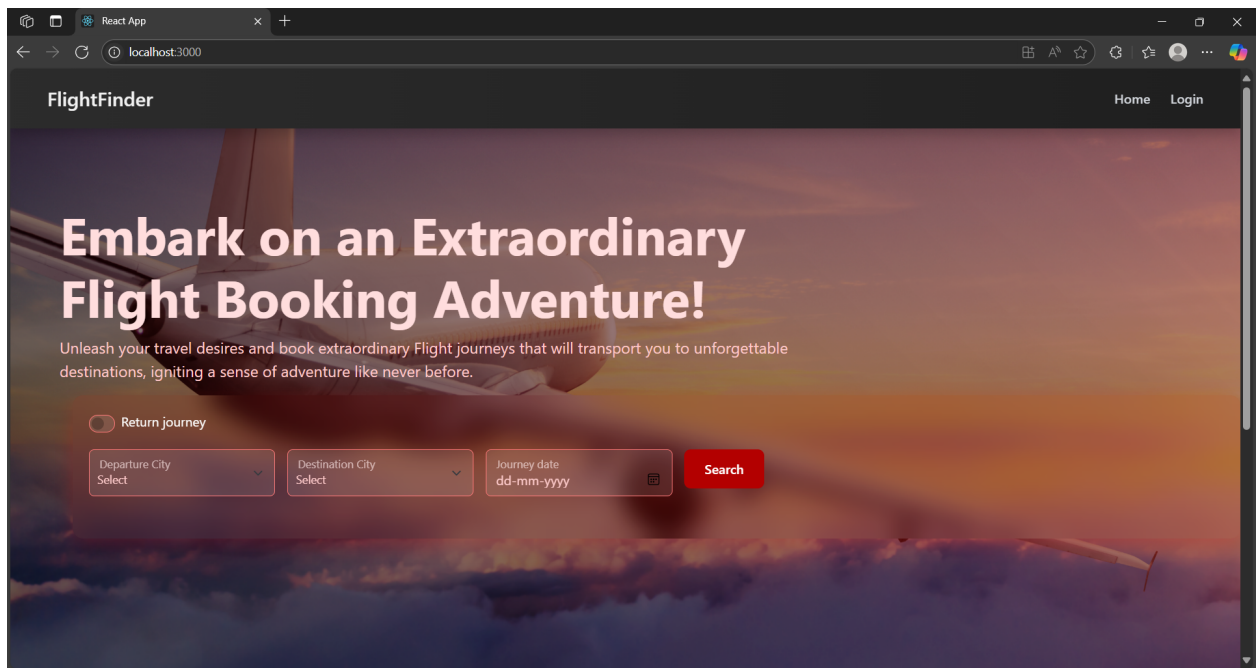 React App
localhost:3000
FlightFinder
Home Login
Embark on an Extraordinary
Flight Booking Adventure!
Unleash your travel desires and book extraordinary Flight journeys that will transport you to unforgettable
destinations, igniting a sense of adventure like never before.
Return journey
Departure City
Select
Destination City
Select
Journey date
dd-mm-yyyy
Search